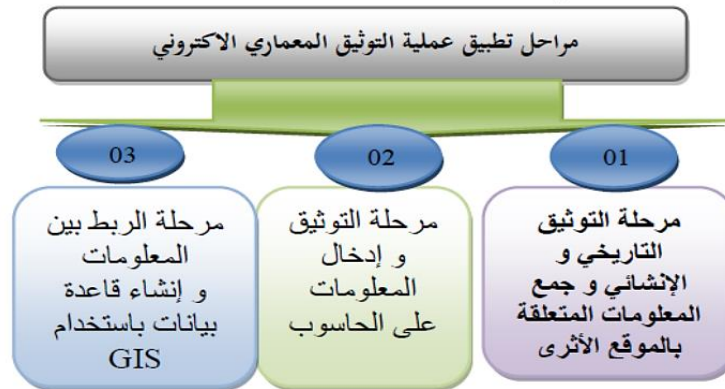 مراحل تطبيق عملية التوثيق المعماري الاكتروني
01
مرحلة التوثيق
التاريخي و
الإنشائي و جمع
المعلومات المتعلقة
بالموقع الأثرى
02
مرحلة التوثيق
و إدخال
المعلومات
على الحاسوب
03
مرحلة الربط بين
المعلومات
و إنشاء قاعدة
بيانات باستخدام
GIS